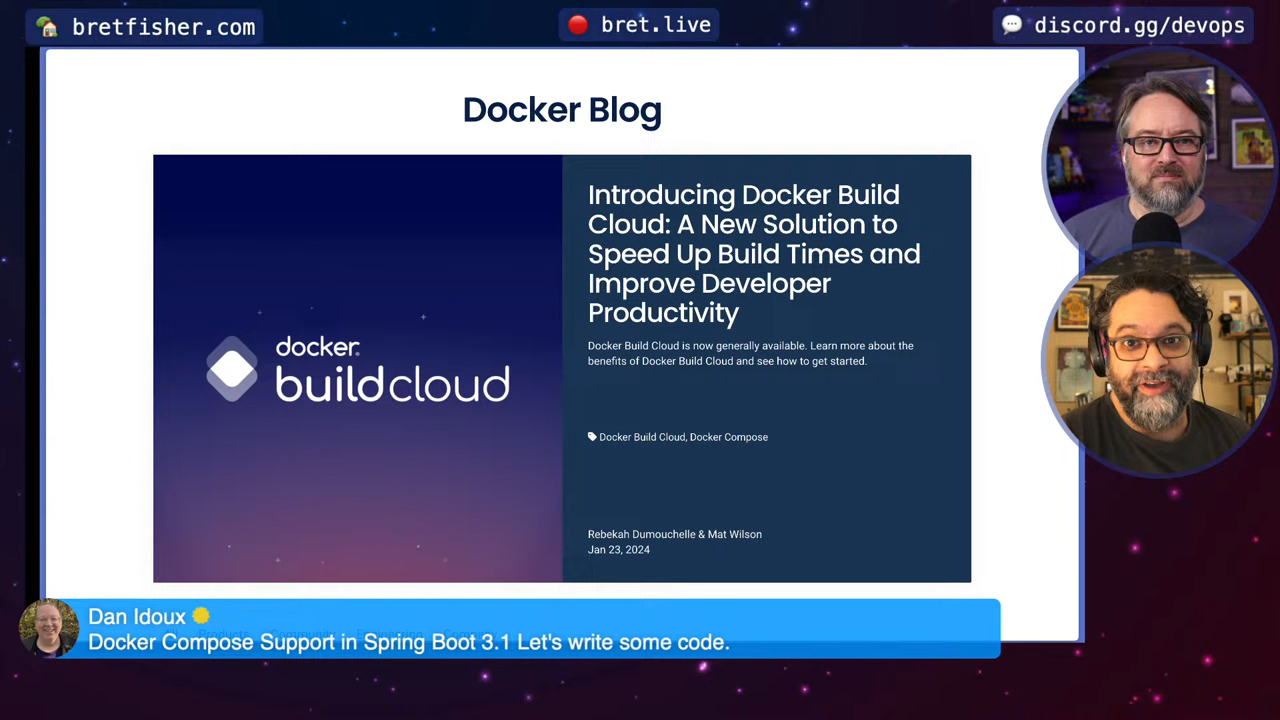 bretfisher.com
bret.live
discord.gg/devops
Docker Blog
docker
buildcloud
Introducing Docker Build
Cloud: A New Solution to
Speed Up Build Times and
Improve Developer
Productivity
Docker Build Cloud is now generally available. Learn more about the
benefits of Docker Build Cloud and see how to get started.
Docker Build Cloud, Docker Compose
Rebekah Dumouchelle & Mat Wilson
Jan 23, 2024
Dan Idoux
Docker Compose Support in Spring Boot 3.1 Let's write some code.